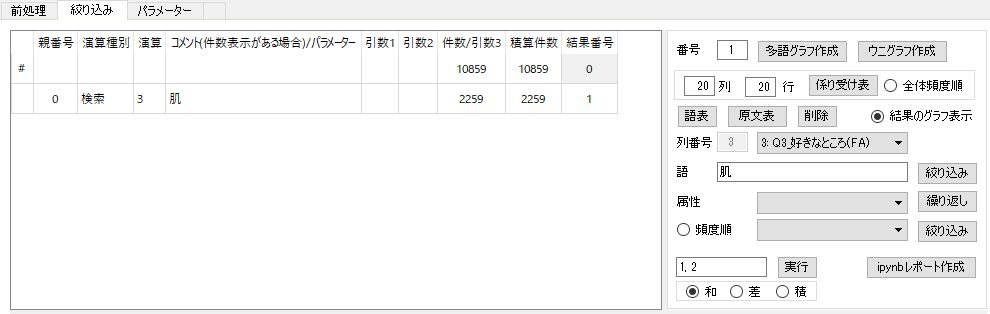 前処理 絞り込み パラメーター
親番号 演算種別 演算 コメント(件数表示がある場合)/パラメーター 引数1 引数2 件数/引数3 積算件数 結果番号
# 10859 10859 0
0 検索 3 肌 2259 2259 1
番号 1 多語グラフ作成 ウニグラフ作成
20 列 20 行 係り受け表 全体頻度順
語表 原文表 削除 結果のグラフ表示
列番号 3 3: Q3_好きなところ(FA)
語 肌 絞り込み
属性 繰り返し
頻度順 絞り込み
1, 2 実行 ipynbレポート作成
和 差 積